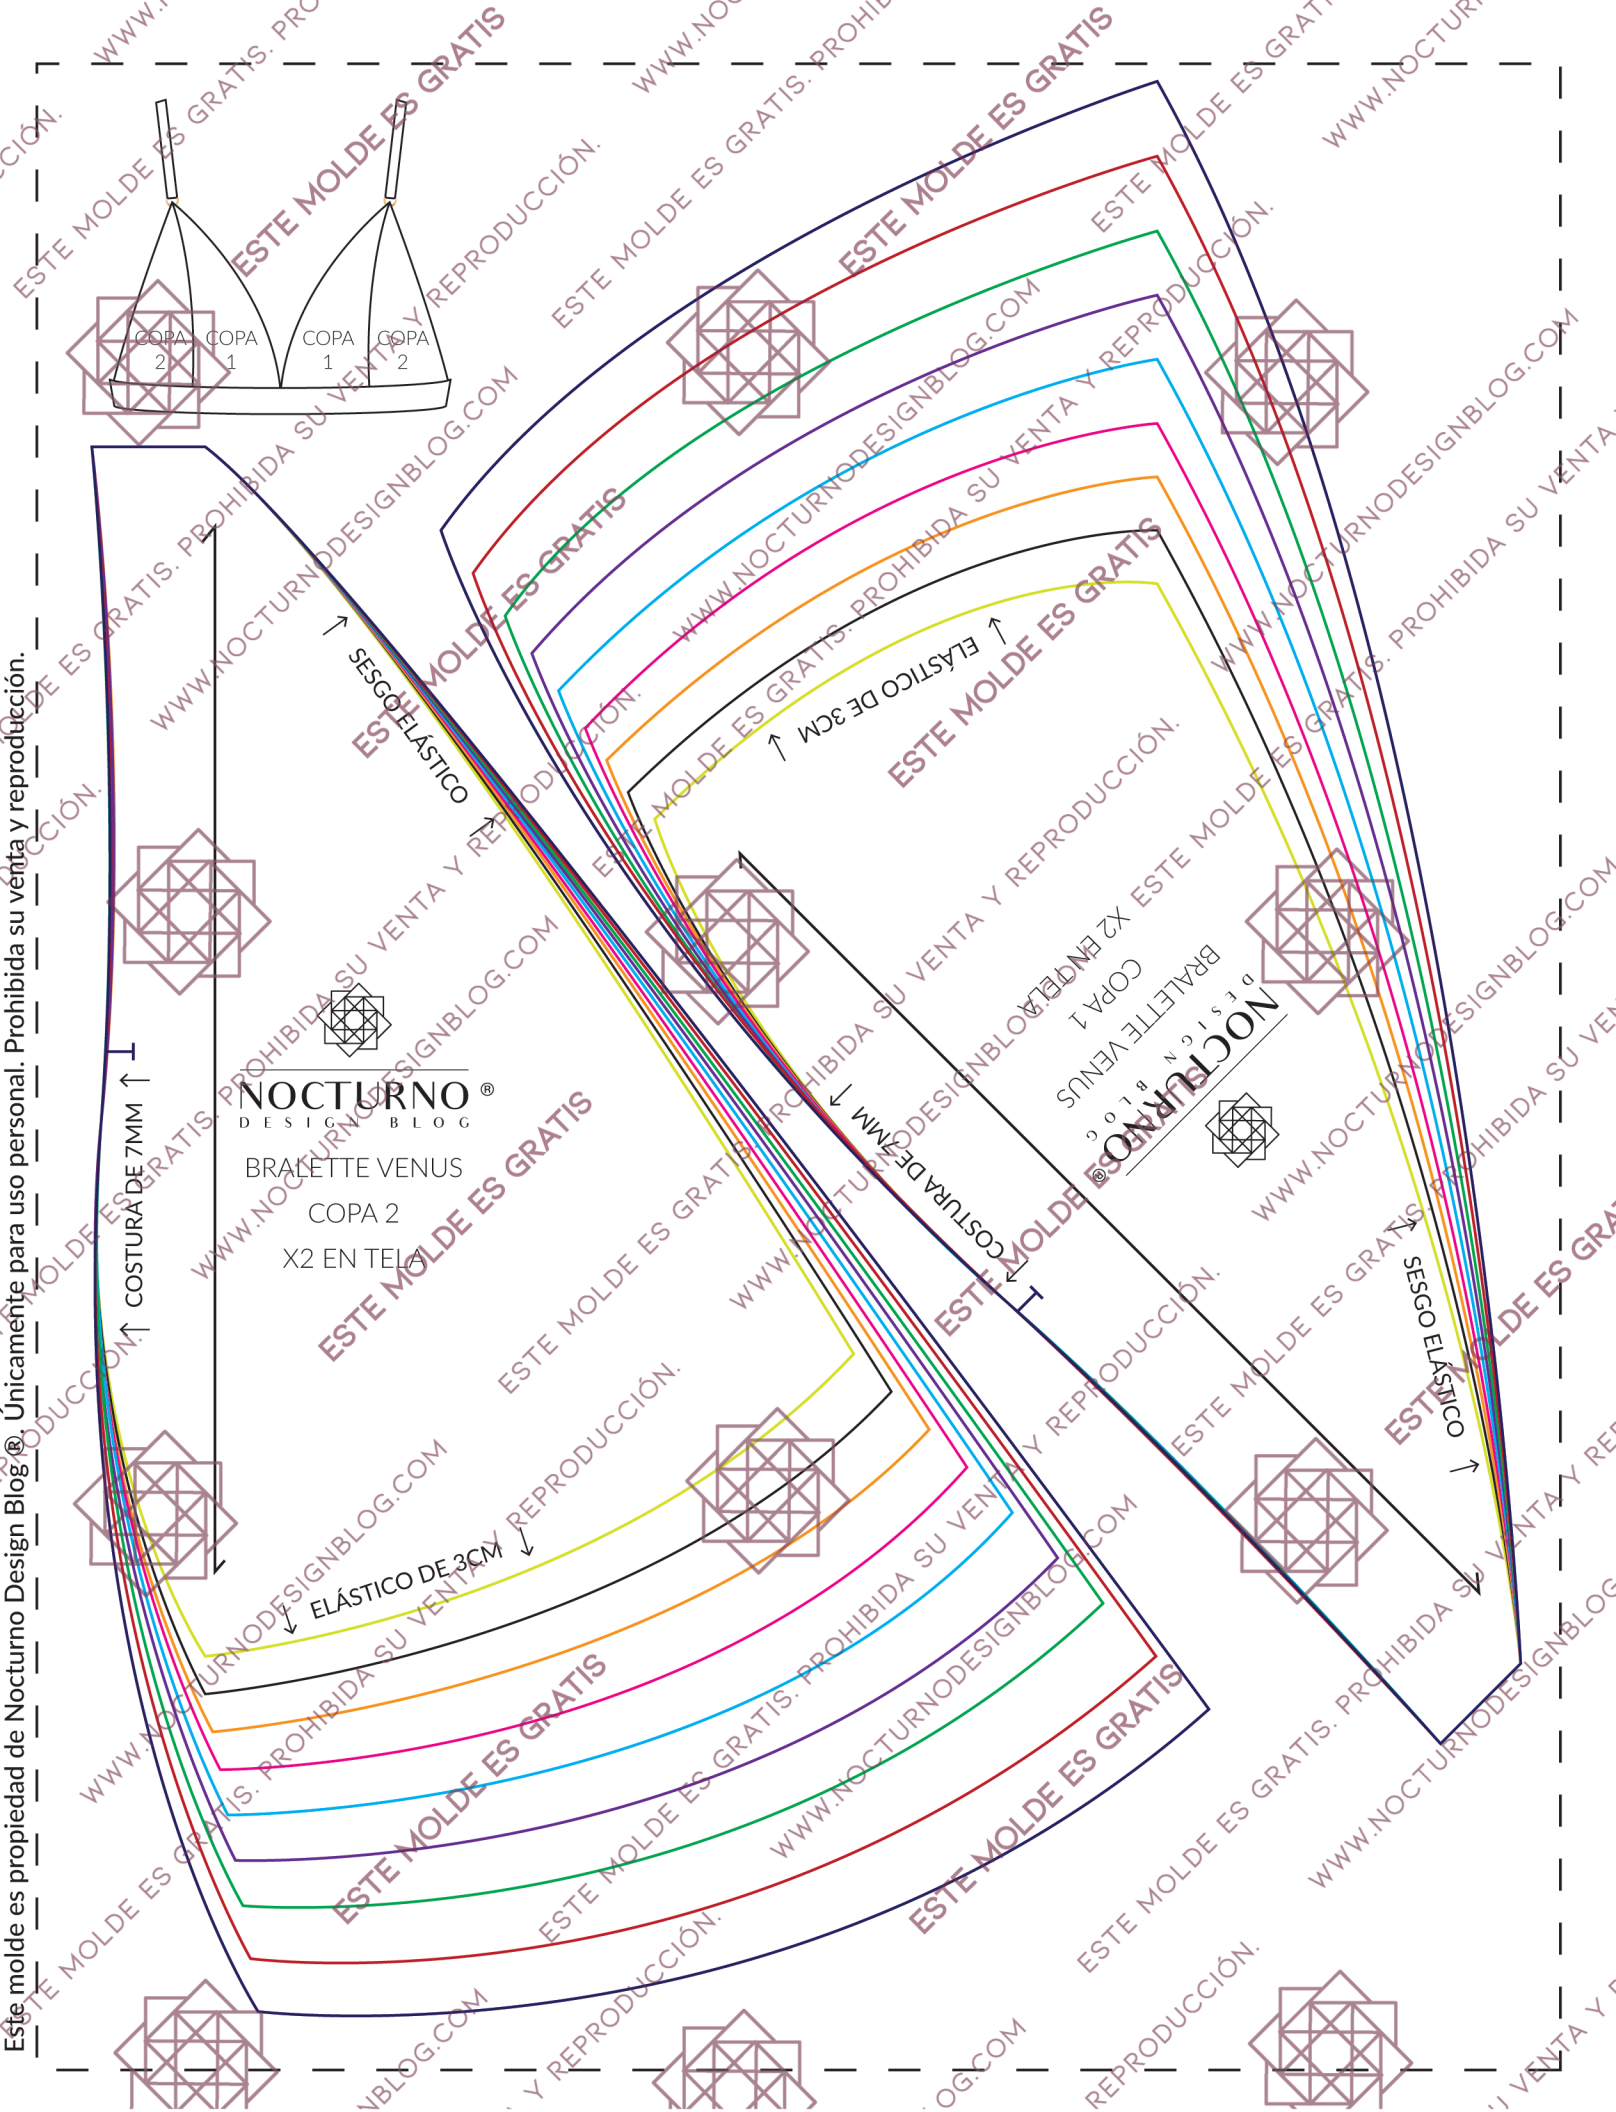 COPA
2
COPA
1
COPA
1
COPA
2
SESGO ELÁSTICO
COSTURA DE 7MM
NOCTURNO ®
DESIGN BLOG
BRALETTE VENUS
COPA 2
X2 EN TELA
ELÁSTICO DE 3CM
ELÁSTICO DE 3CM
COSTURA DE 7MM
SESGO ELÁSTICO
NOCTURNO®
DESIGN BLOG
BRALETTE VENUS
COPA 1
X2 EN TELA
Este molde es propiedad de Nocturno Design Blog®. Únicamente para uso personal. Prohibida su venta y reproducción.
ESTE MOLDE ES GRATIS. PROHIBIDA SU VENTA Y REPRODUCCIÓN.
WWW.NOCTURNODESIGNBLOG.COM
ESTE MOLDE ES GRATIS